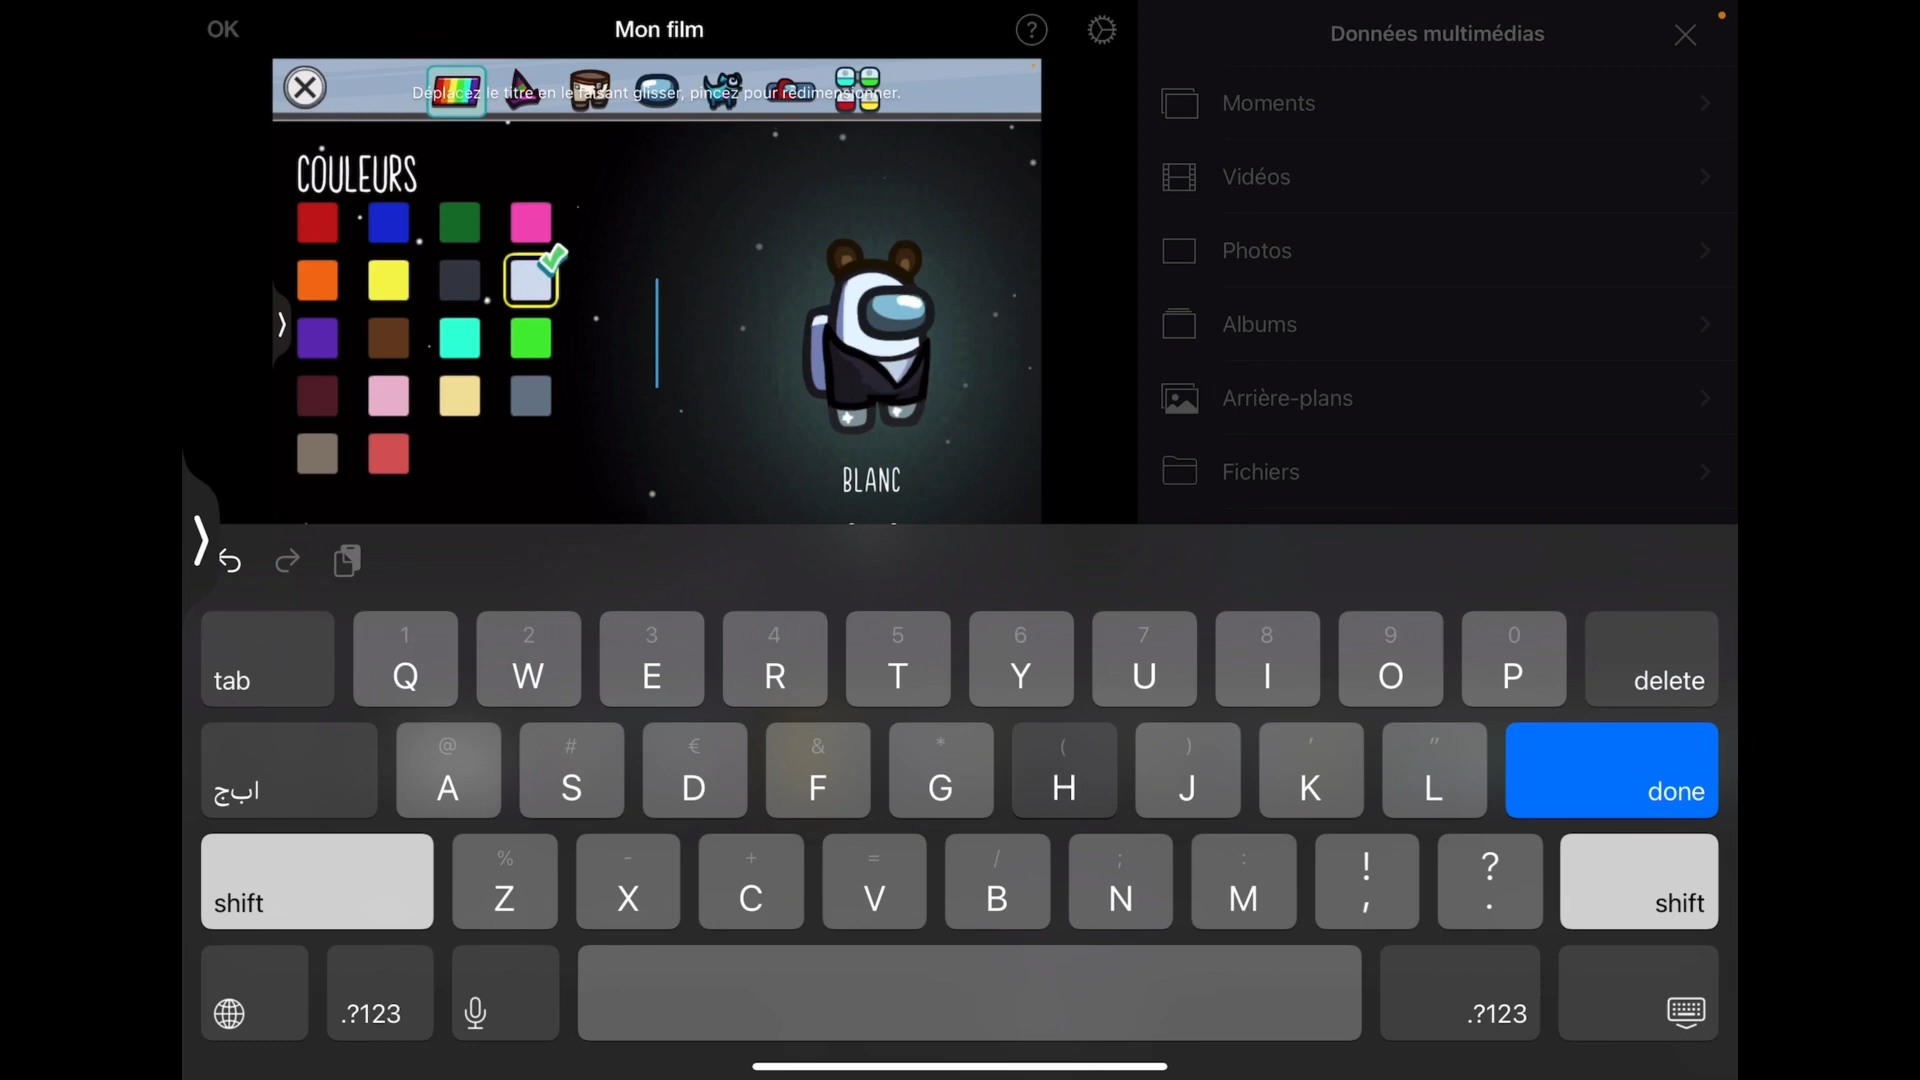 OK
Mon film
?
Données multimédias
Déplacez le titre en le faisant glisser, pincez pour redimensionner.
COULEURS
BLANC
Moments
Vidéos
Photos
Albums
Arrière-plans
Fichiers
tab
1 2 3 4 5 6 7 8 9 0
Q W E R T Y U I O P
delete
ابج
@ # € & * ( ) ' "
A S D F G H J K L
done
shift
% - + = / ; : ! ?
Z X C V B N M , .
shift
.?123
.?123